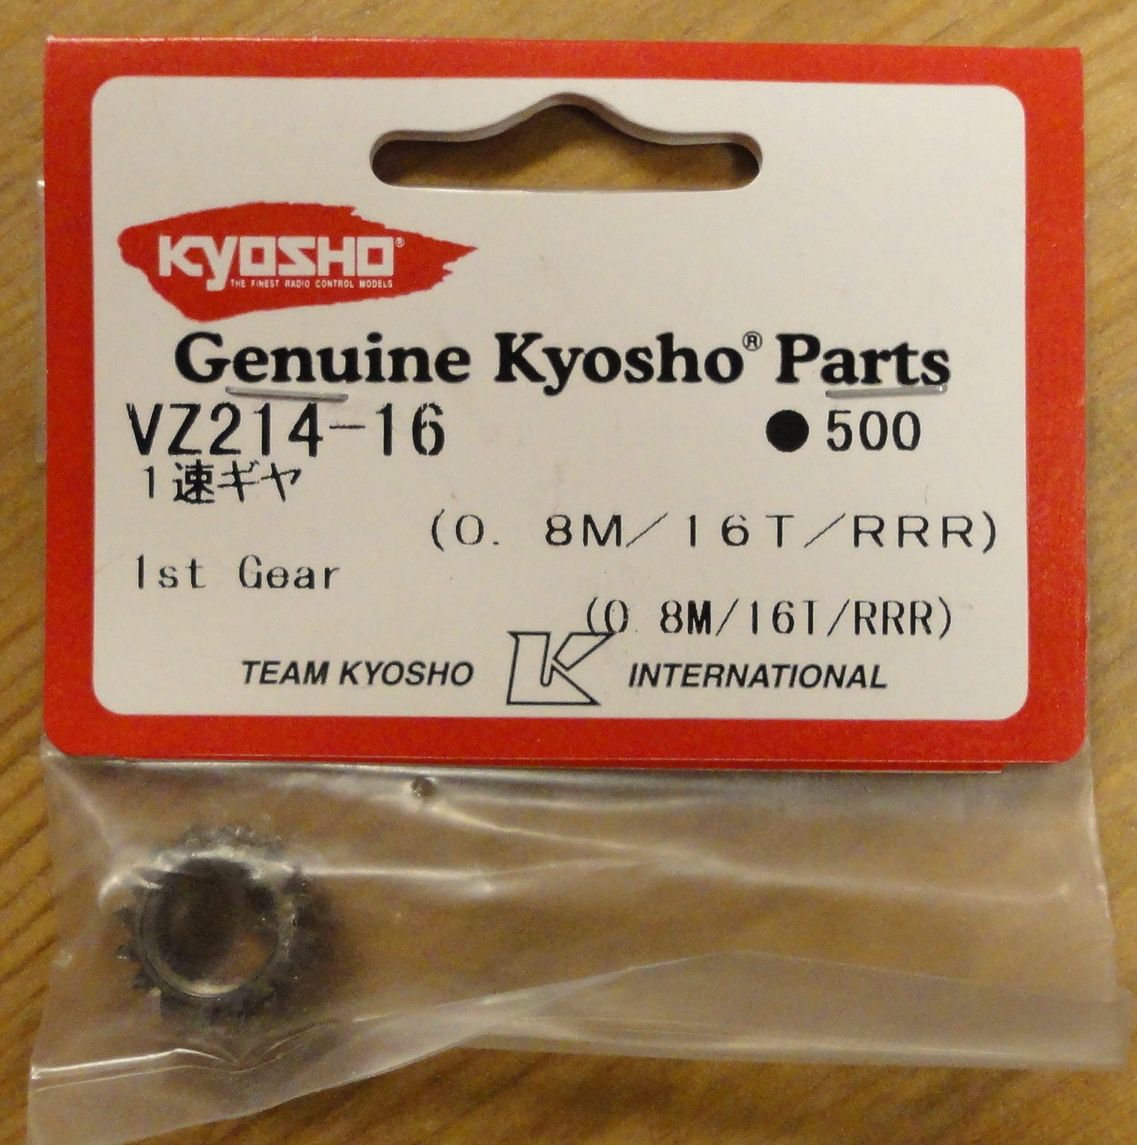 KYOSHO®
THE FINEST RADIO CONTROL MODELS
Genuine Kyosho® Parts
VZ214-16 ●500
1速ギヤ
(0. 8M/16T/RRR)
1st Gear
(0.8M/16T/RRR)
TEAM KYOSHO K INTERNATIONAL